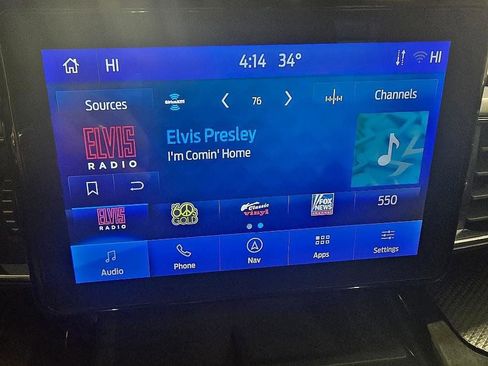 HI 4:14 34° HI
Sources
SiriusXM
76
Channels
ELVIS
RADIO
Elvis Presley
I'm Comin' Home
ELVIS
RADIO
60s
GOLD
Classic
vinyl
FOX
NEWS
550
Audio
Phone
Nav
Apps
Settings